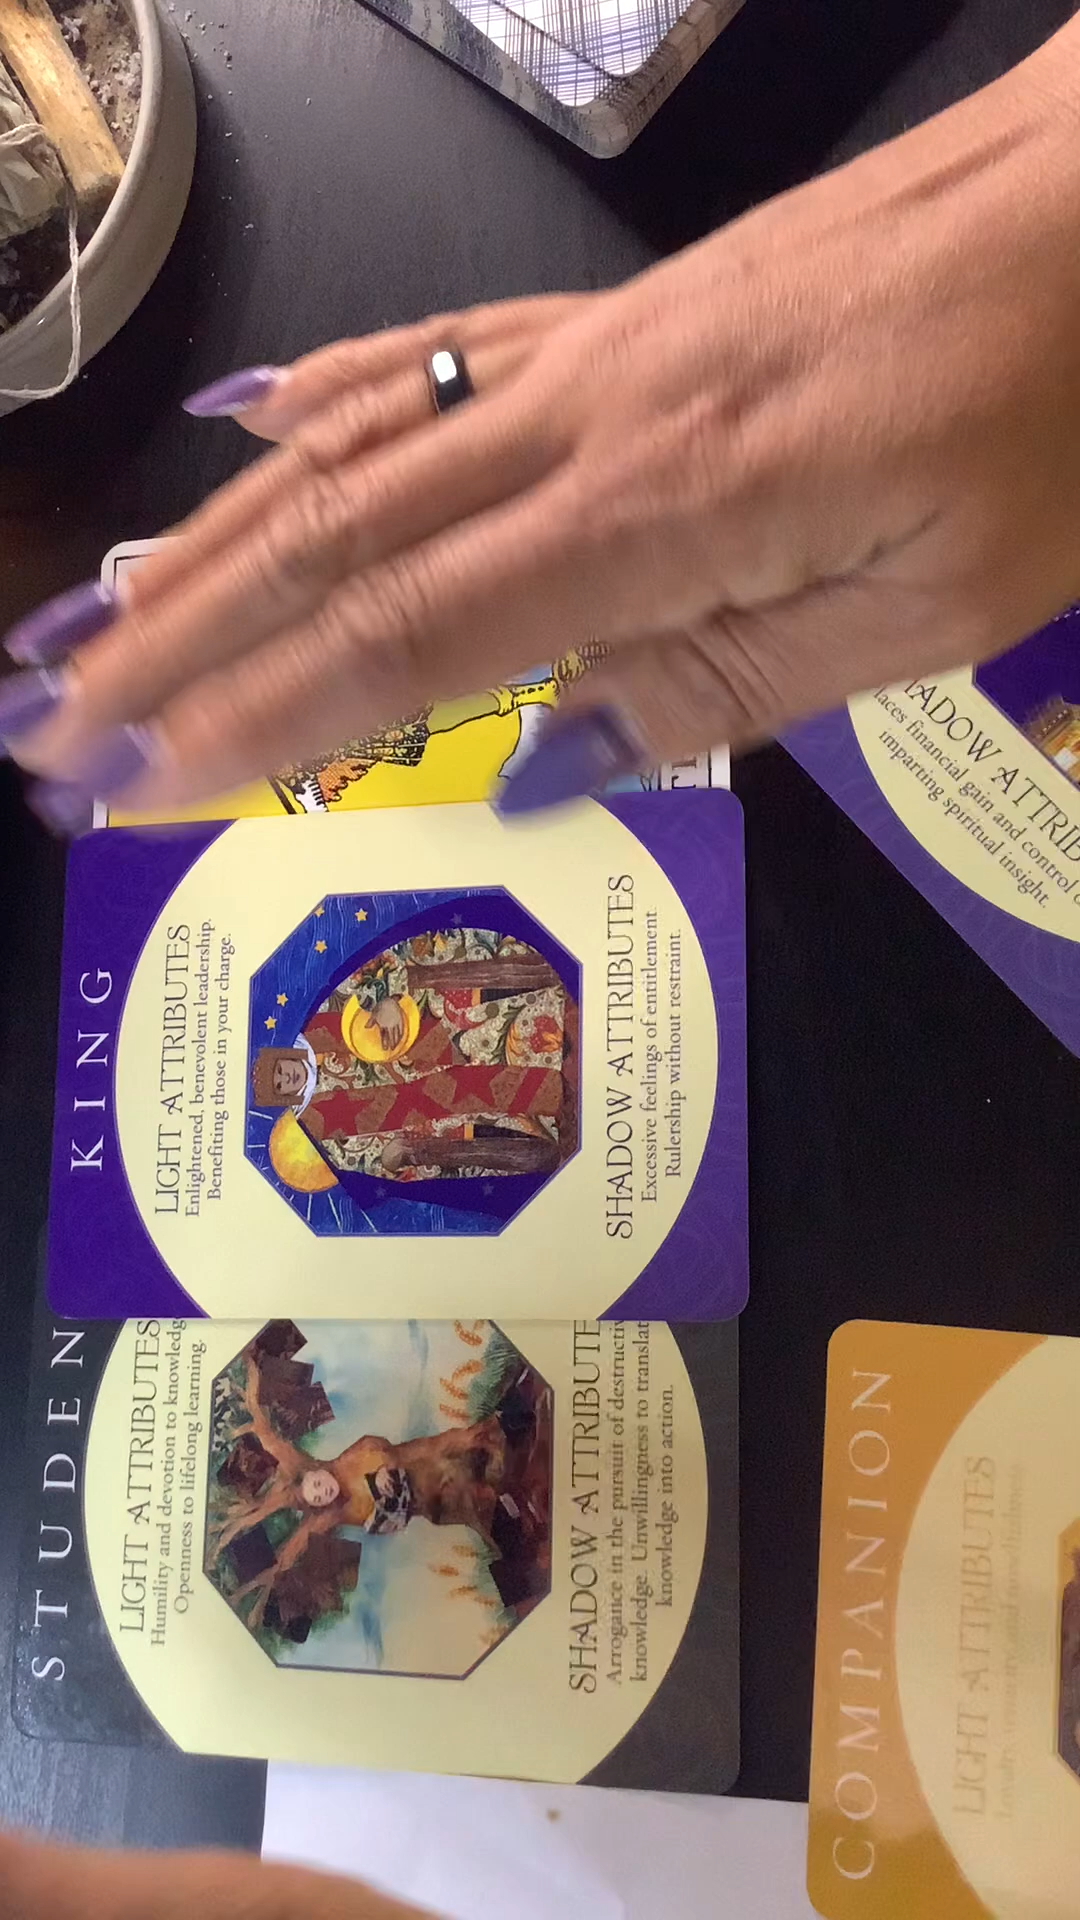 KING
LIGHT ATTRIBUTES
Enlightened, benevolent leadership.
Benefiting those in your charge.
SHADOW ATTRIBUTES
Excessive feelings of entitlement.
Rulership without restraint.
STUDEN
LIGHT ATTRIBUTES
Humility and devotion to knowledg
Openness to lifelong learning.
SHADOW ATTRIBUTE
Arrogance in the pursuit of destructiv
knowledge. Unwillingness to translat
knowledge into action.
ADOW ATTRIB
laces financial gain and control
imparting spiritual insight.
COMPANION
LIGHT ATTRIBUTES